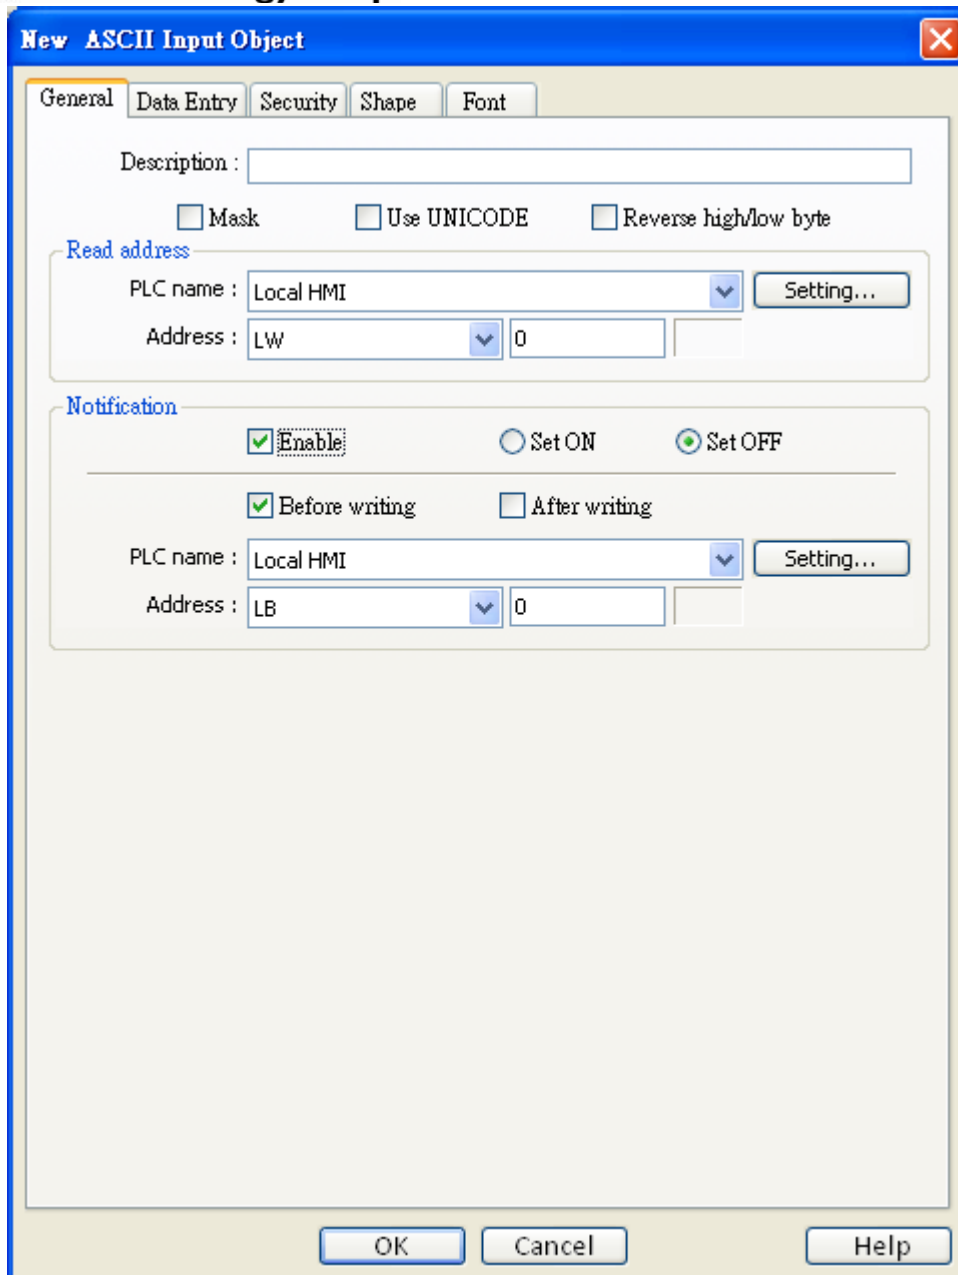 New ASCII Input Object
General Data Entry Security Shape Font
Description :
Mask Use UNICODE Reverse high/low byte
Read address
PLC name : Local HMI Setting...
Address : LW 0
Notification
Enable Set ON Set OFF
Before writing After writing
PLC name : Local HMI Setting...
Address : LB 0
OK Cancel Help